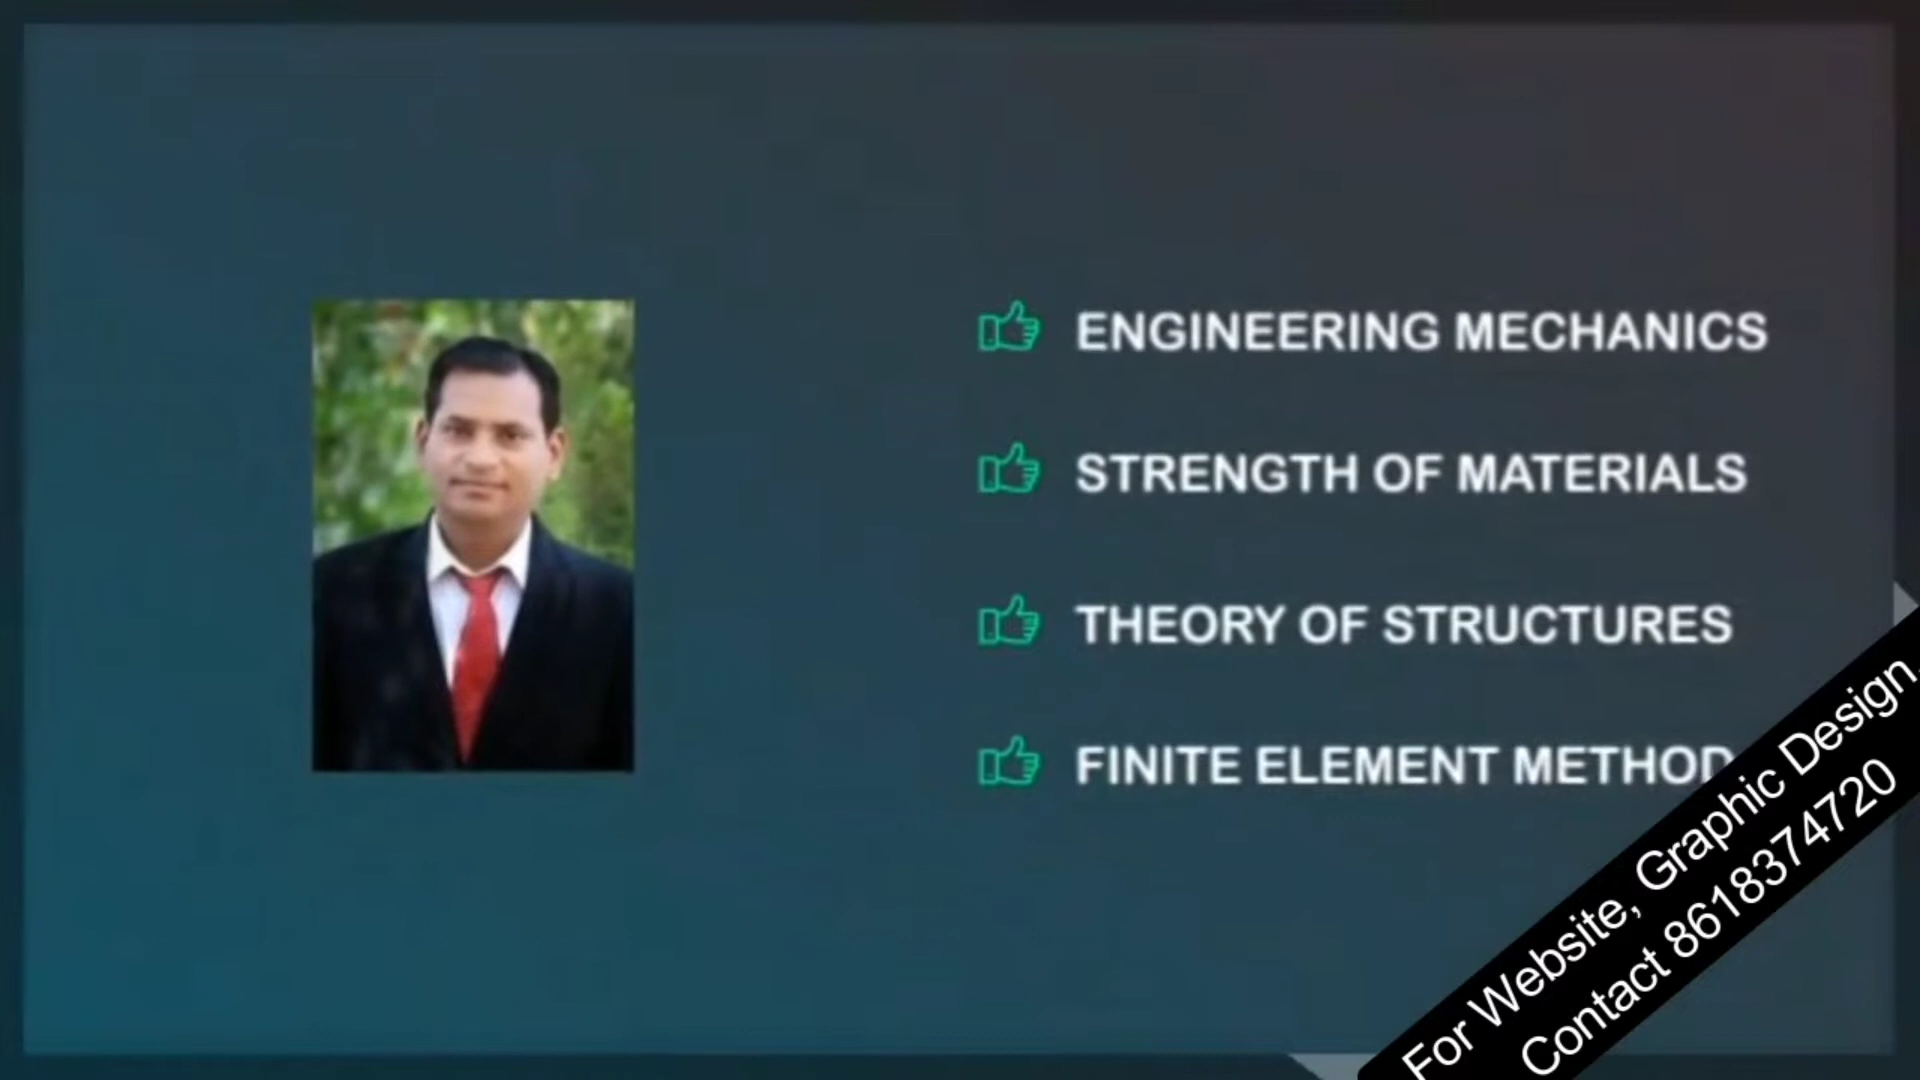 ENGINEERING MECHANICS
STRENGTH OF MATERIALS
THEORY OF STRUCTURES
FINITE ELEMENT METHOD
For Website, Graphic Design,
Contact 8618374720